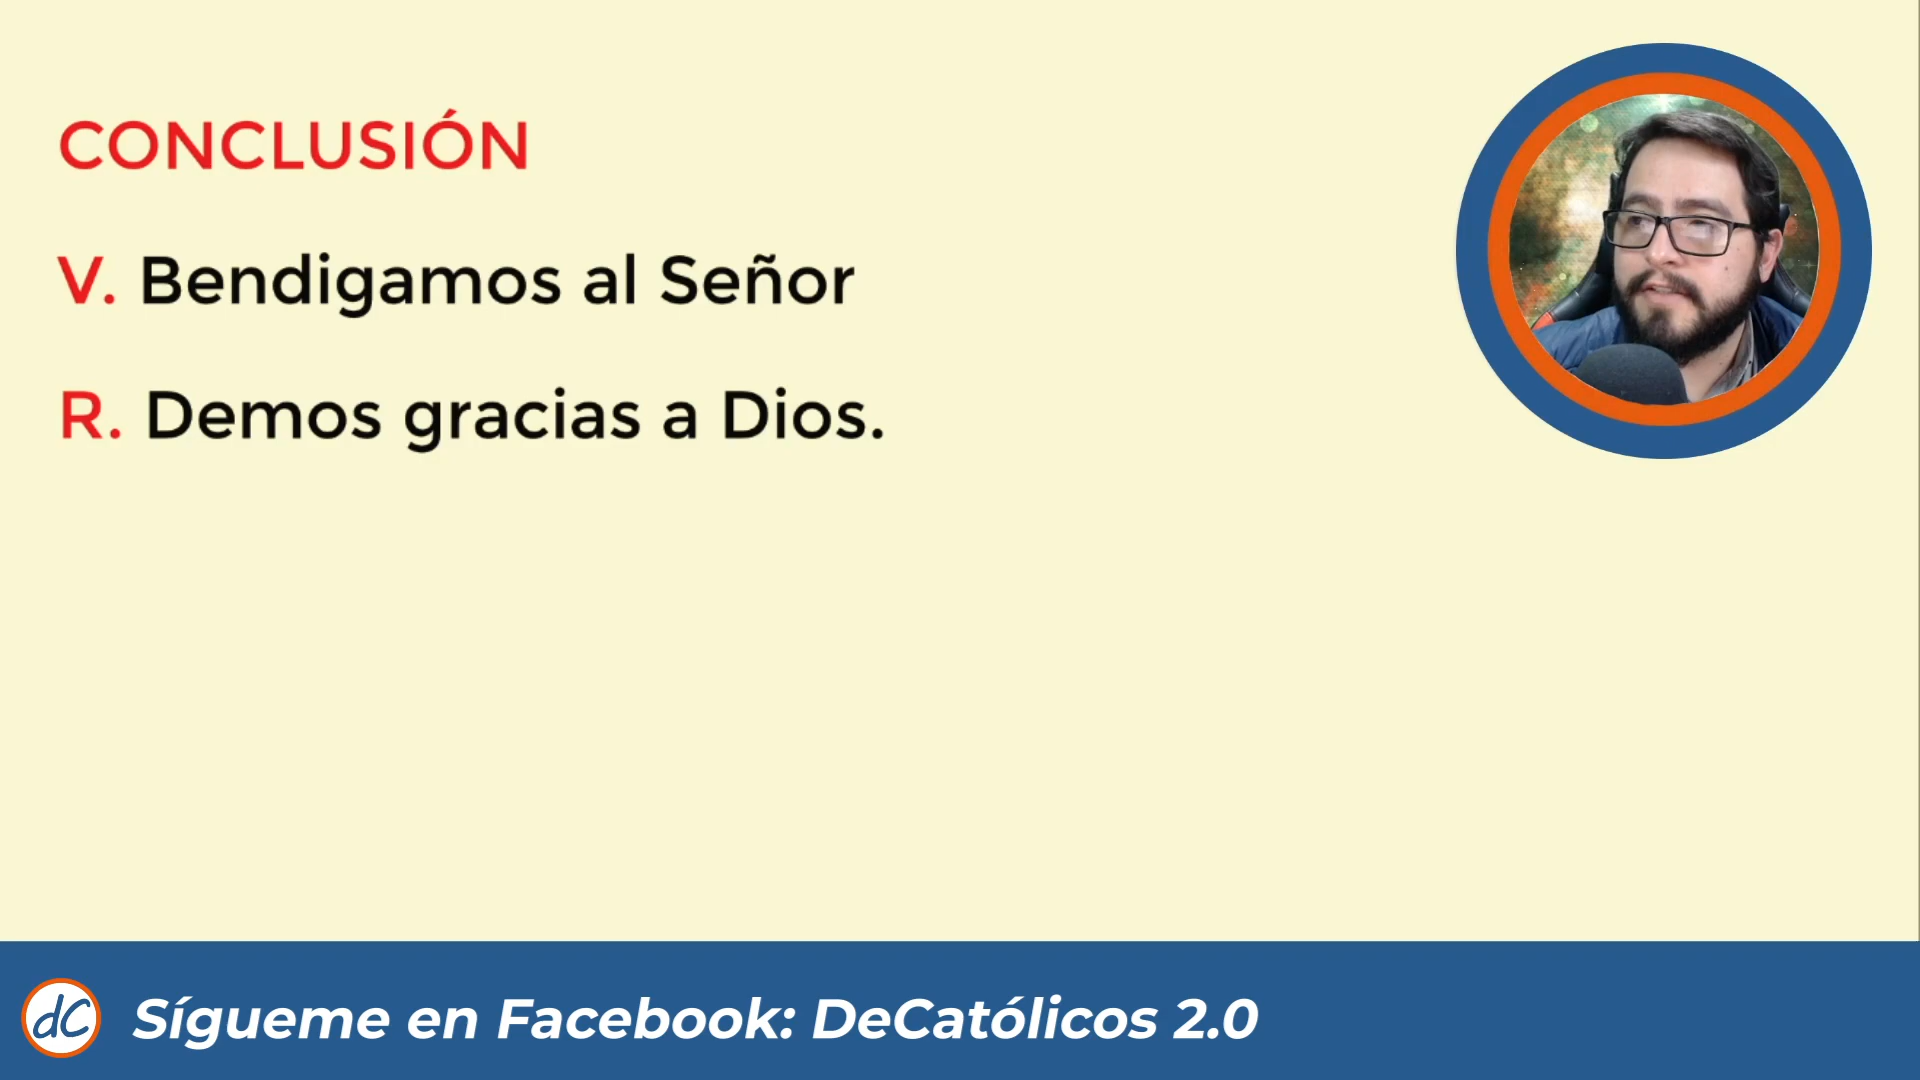 CONCLUSIÓN
V. Bendigamos al Señor
R. Demos gracias a Dios.
dC Sígueme en Facebook: DeCatólicos 2.0